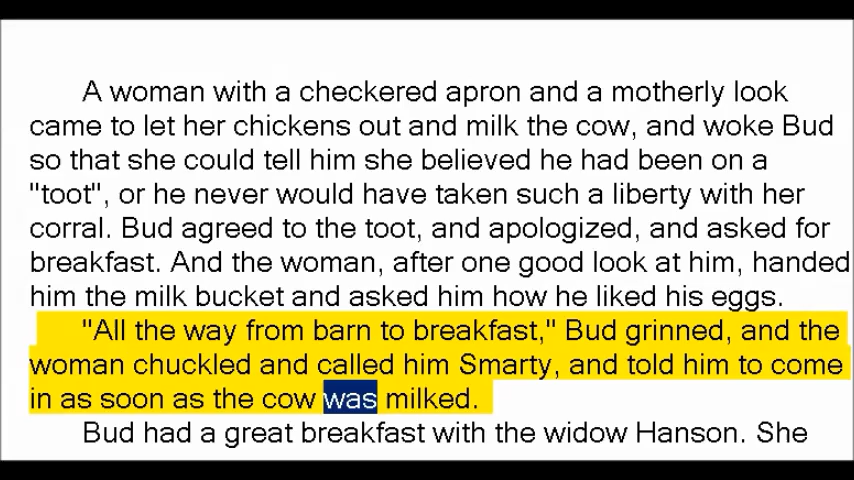 A woman with a checkered apron and a motherly look
came to let her chickens out and milk the cow, and woke Bud
so that she could tell him she believed he had been on a
"toot", or he never would have taken such a liberty with her
corral. Bud agreed to the toot, and apologized, and asked for
breakfast. And the woman, after one good look at him, handed
him the milk bucket and asked him how he liked his eggs.
"All the way from barn to breakfast," Bud grinned, and the
woman chuckled and called him Smarty, and told him to come
in as soon as the cow was milked.
Bud had a great breakfast with the widow Hanson. She